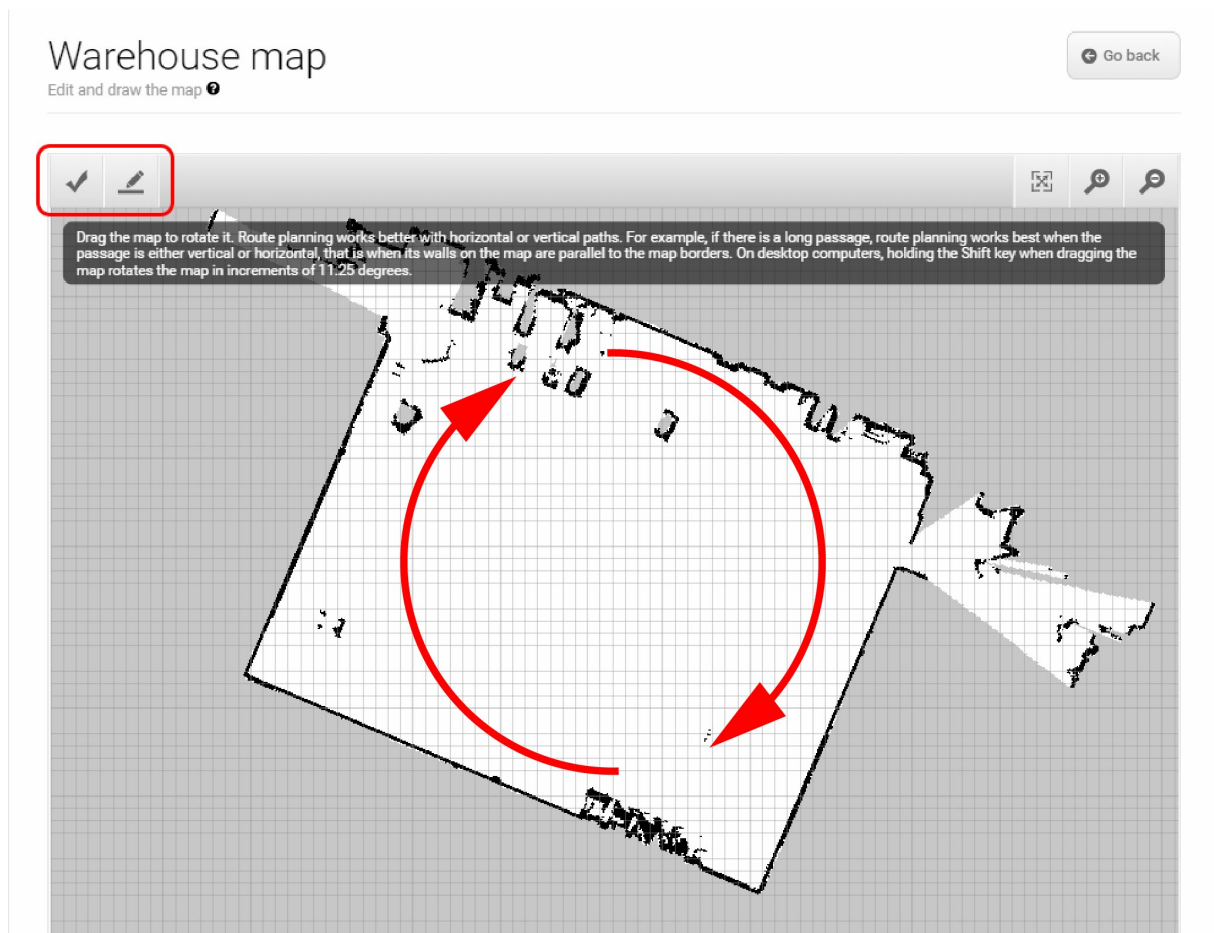 Warehouse map
Go back
Edit and draw the map ?
Drag the map to rotate it. Route planning works better with horizontal or vertical paths. For example, if there is a long passage, route planning works best when the
passage is either vertical or horizontal, that is when its walls on the map are parallel to the map borders. On desktop computers, holding the Shift key when dragging the
map rotates the map in increments of 11.25 degrees.